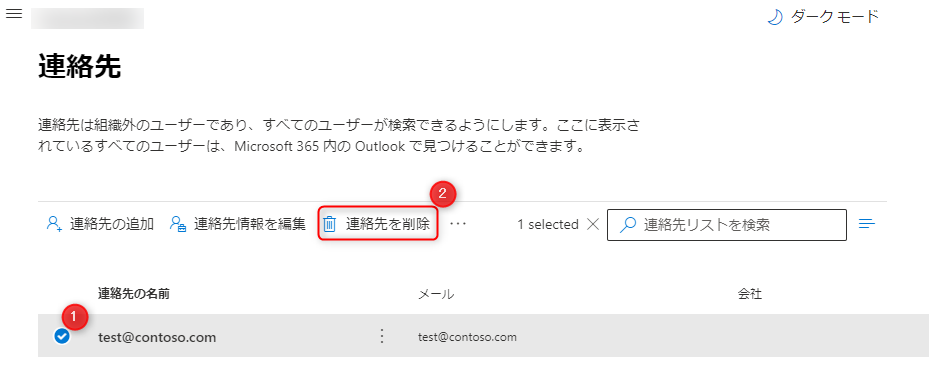 ダーク モード
連絡先
連絡先は組織外のユーザーであり、すべてのユーザーが検索できるようにします。ここに表示さ
れているすべてのユーザーは、Microsoft 365 内の Outlook で見つけることができます。
2
連絡先の追加 連絡先情報を編集 連絡先を削除 ... 1 selected 連絡先リストを検索
連絡先の名前 メール 会社
1
test@contoso.com test@contoso.com